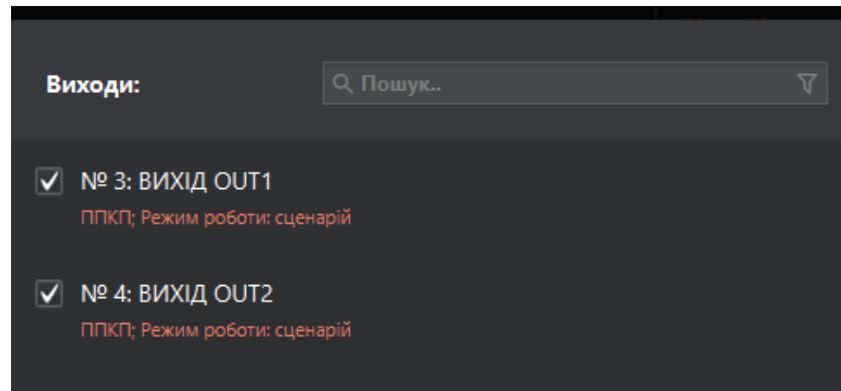 Виходи:
Пошук..
№ 3: ВИХІД OUT1
ППКП; Режим роботи: сценарій
№ 4: ВИХІД OUT2
ППКП; Режим роботи: сценарій